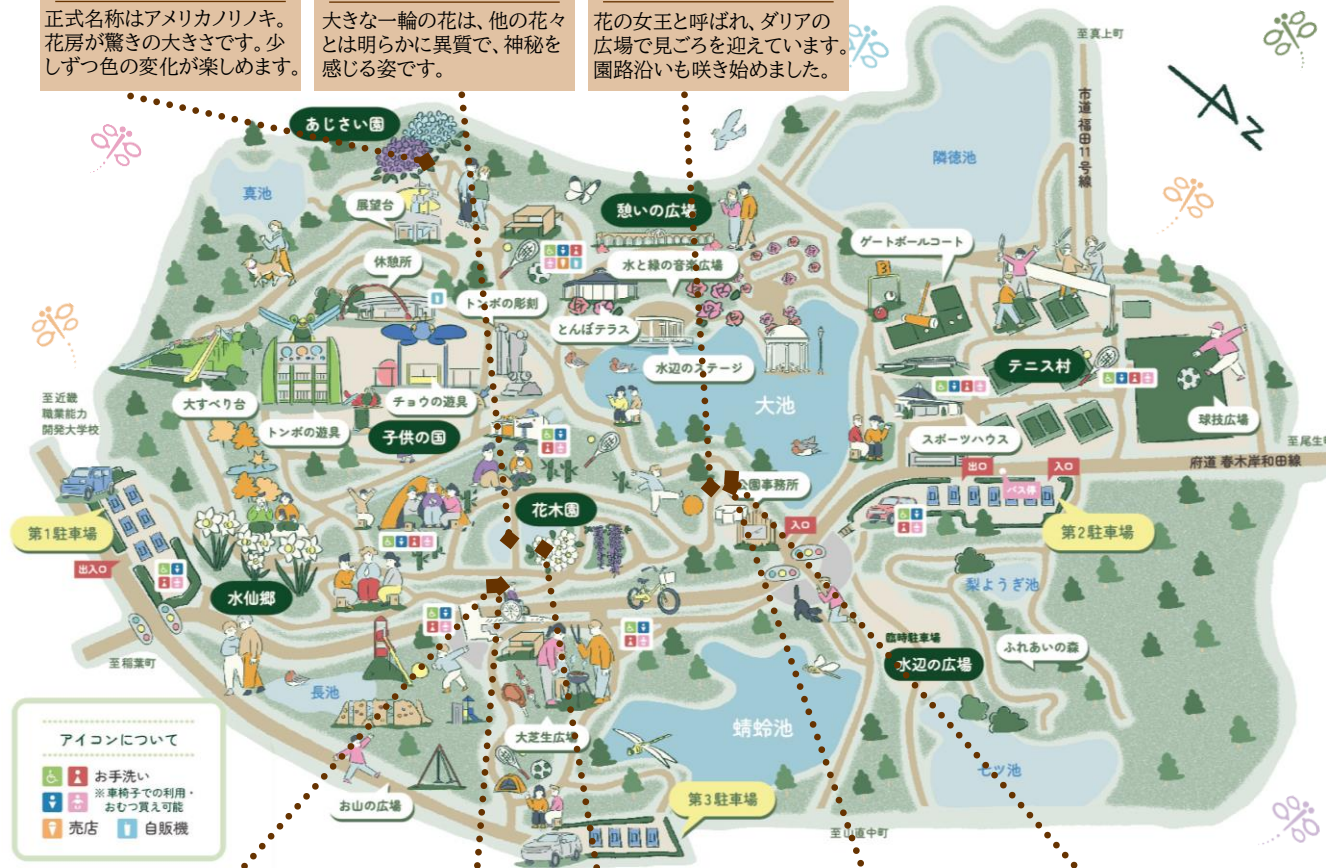 正式名称はアメリカノリノキ。
花房が驚きの大きさです。少
しずつ色の変化が楽しめます。
大きな一輪の花は、他の花々
とは明らかに異質で、神秘を
感じる姿です。
花の女王と呼ばれ、ダリアの
広場で見ごろを迎えています。
園路沿いも咲き始めました。
至真上町
市道 福田11号線
あじさい園
真池
展望台
休憩所
トンボの彫刻
憩いの広場
水と緑の音楽広場
とんぼテラス
水辺のステージ
大池
隣徳池
ゲートボールコート
テニス村
球技広場
スポーツハウス
至尾生町
府道 春木岸和田線
至近畿
職業能力
開発大学校
大すべり台
トンボの遊具
チョウの遊具
子供の国
花木園
公園事務所
入口
出口
入口
バス停
第2駐車場
第1駐車場
出入口
水仙郷
至稲葉町
長池
大芝生広場
お山の広場
蜻蛉池
第3駐車場
至山直中町
臨時駐車場
水辺の広場
梨ようぎ池
ふれあいの森
七ツ池
アイコンについて
お手洗い
※車椅子での利用・
おむつ買え可能
売店
自販機